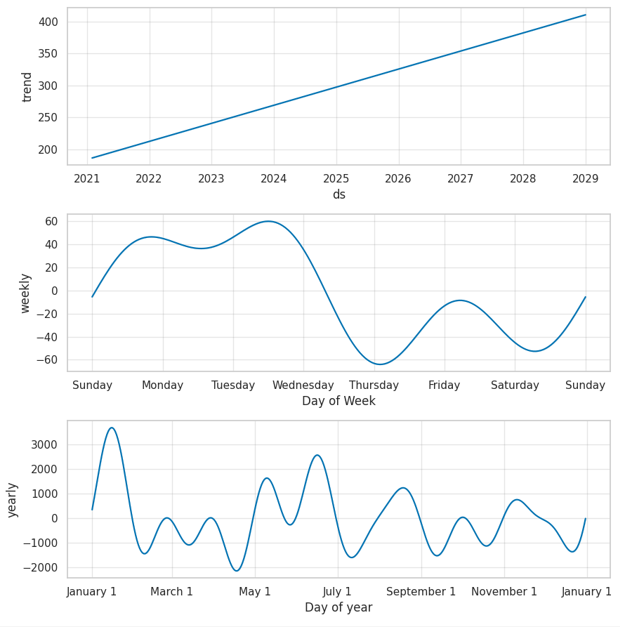 400
350
300
250
200
trend
2021 2022 2023 2024 2025 2026 2027 2028 2029
ds
60
40
20
0
−20
−40
−60
weekly
Sunday Monday Tuesday Wednesday Thursday Friday Saturday Sunday
Day of Week
3000
2000
1000
0
−1000
−2000
yearly
January 1 March 1 May 1 July 1 September 1 November 1 January 1
Day of year